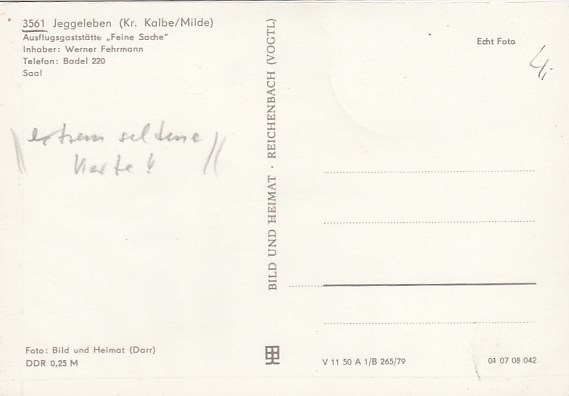 3561 Jeggeleben (Kr. Kalbe/Milde)
Ausflugsgaststätte „Feine Sache"
Inhaber: Werner Fehrmann
Telefon: Badel 220
Saal
Echt Foto
4,-
extrem seltene
Karte!
BILD UND HEIMAT · REICHENBACH (VOGTL)
Foto: Bild und Heimat (Darr)
DDR 0,25 M
V 11 50 A 1/B 265/79
01 07 08 042